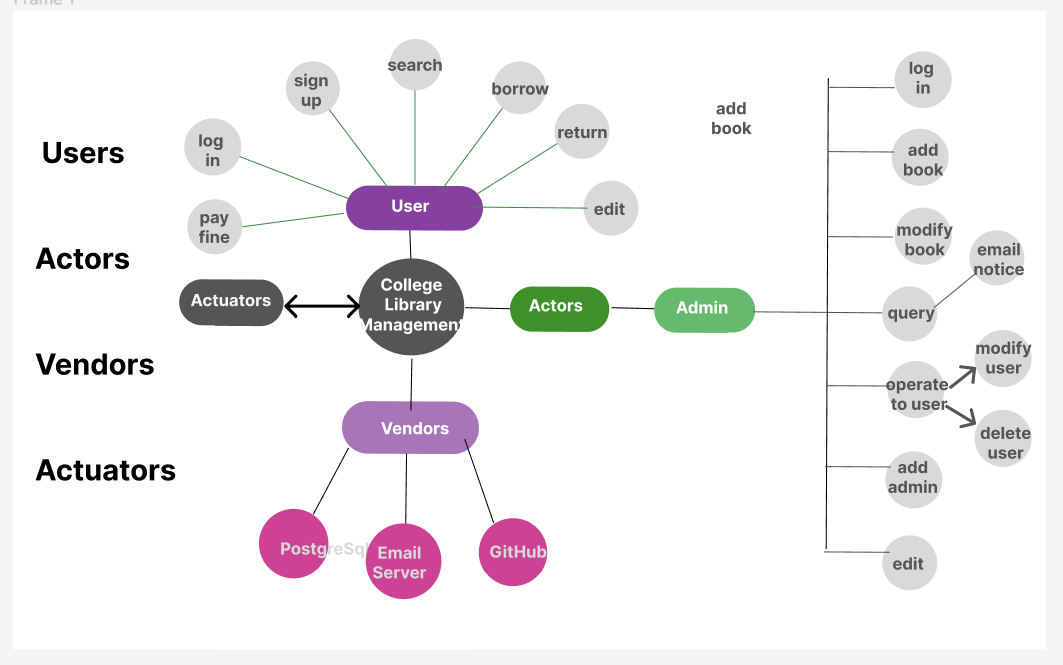 Frame 1
search
sign
up
borrow
log
in
return
pay
fine
edit
User
Users
Actors
Vendors
Actuators
Actuators
College
Library
Management
Actors
Admin
add
book
log
in
add
book
modify
book
email
notice
query
modify
user
operate
to user
delete
user
add
admin
edit
Vendors
PostgreSql
Email
Server
GitHub